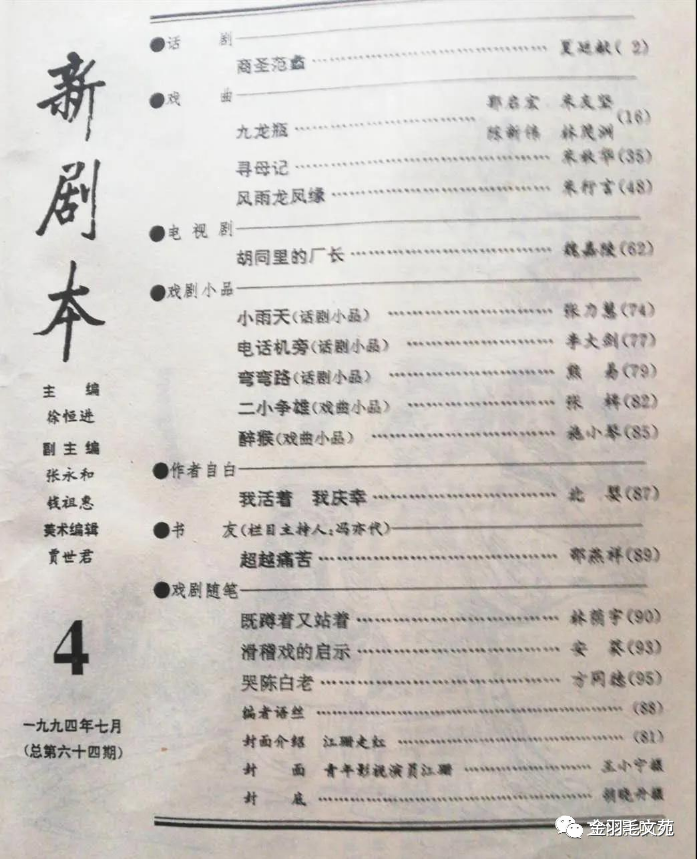 新剧本
主 编
徐恒进
副主编
张永和
钱祖惠
美术编辑
贾世君
4
一九九四年七月
（总第六十四期）
●话 剧
商圣范蠡……夏廷献( 2)
●戏 曲
九龙瓶……郭启宏 朱友坚 陈新伟 林茂洲(16)
寻母记……米秋华(35)
风雨龙凤缘……朱行言(48)
●电视剧
胡同里的厂长……魏嘉陵(62)
●戏剧小品
小雨天(话剧小品)……张力慧(74)
电话机旁(话剧小品)……李大剑(77)
弯弯路(话剧小品)……熊 易(79)
二小争雄(戏曲小品)……张 (82)
醉猴(戏曲小品)……施小琴(85)
●作者自白
我活着 我庆幸……北 婴(87)
●书 友(栏目主持人:冯亦代)
超越痛苦……邵燕祥(89)
●戏剧随笔
既蹲着又站着……林荫宇(90)
滑稽戏的启示……安 葵(93)
哭陈白老……方同德(95)
编者语丝……(88)
封面介绍 江珊走红……(81)
封 面 青年影视演员江珊……王小宁摄
封 底……晓丹摄
金羽毛文苑